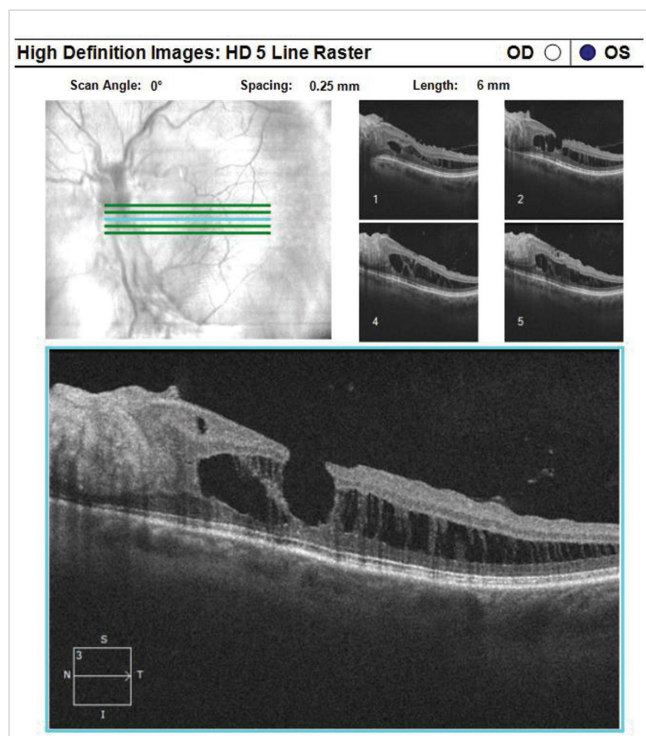 High Definition Images: HD 5 Line Raster OD OS
Scan Angle: 0° Spacing: 0.25 mm Length: 6 mm
1 2
4 5
S
3
N T
I